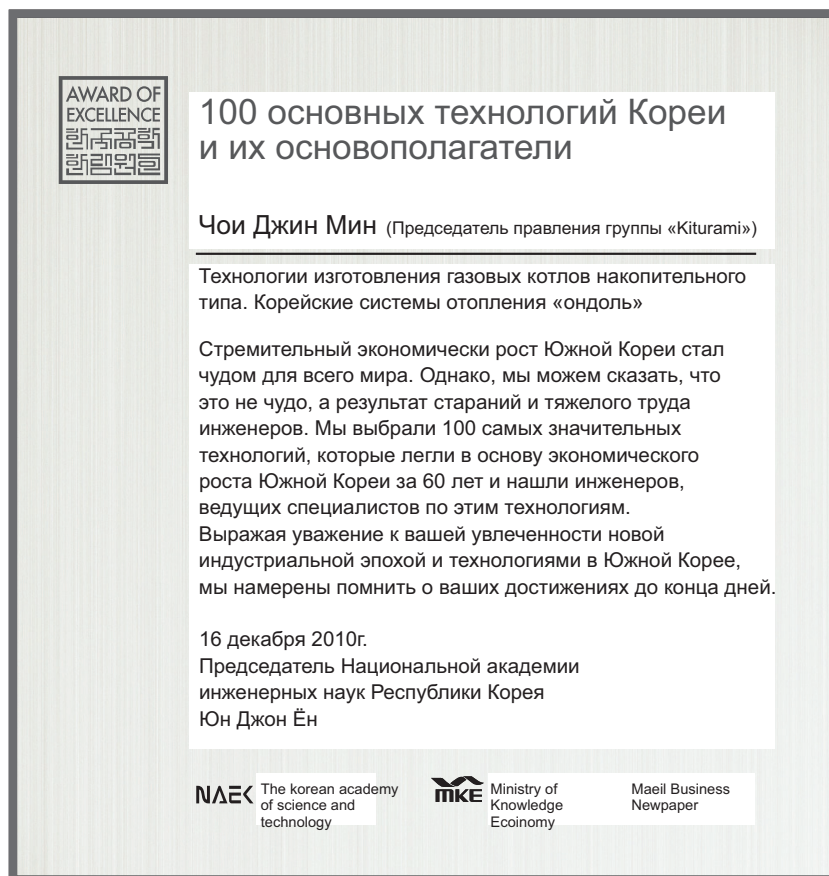 AWARD OF
EXCELLENCE
100 основных технологий Кореи
и их основополагатели
Чои Джин Мин (Председатель правления группы «Kiturami»)
Технологии изготовления газовых котлов накопительного
типа. Корейские системы отопления «ондоль»
Стремительный экономически рост Южной Кореи стал
чудом для всего мира. Однако, мы можем сказать, что
это не чудо, а результат стараний и тяжелого труда
инженеров. Мы выбрали 100 самых значительных
технологий, которые легли в основу экономического
роста Южной Кореи за 60 лет и нашли инженеров,
ведущих специалистов по этим технологиям.
Выражая уважение к вашей увлеченности новой
индустриальной эпохой и технологиями в Южной Корее,
мы намерены помнить о ваших достижениях до конца дней.
16 декабря 2010г.
Председатель Национальной академии
инженерных наук Республики Корея
Юн Джон Ён
NAEK
The korean academy
of science and
technology
MKE
Ministry of
Knowledge
Ecoinomy
Maeil Business
Newspaper